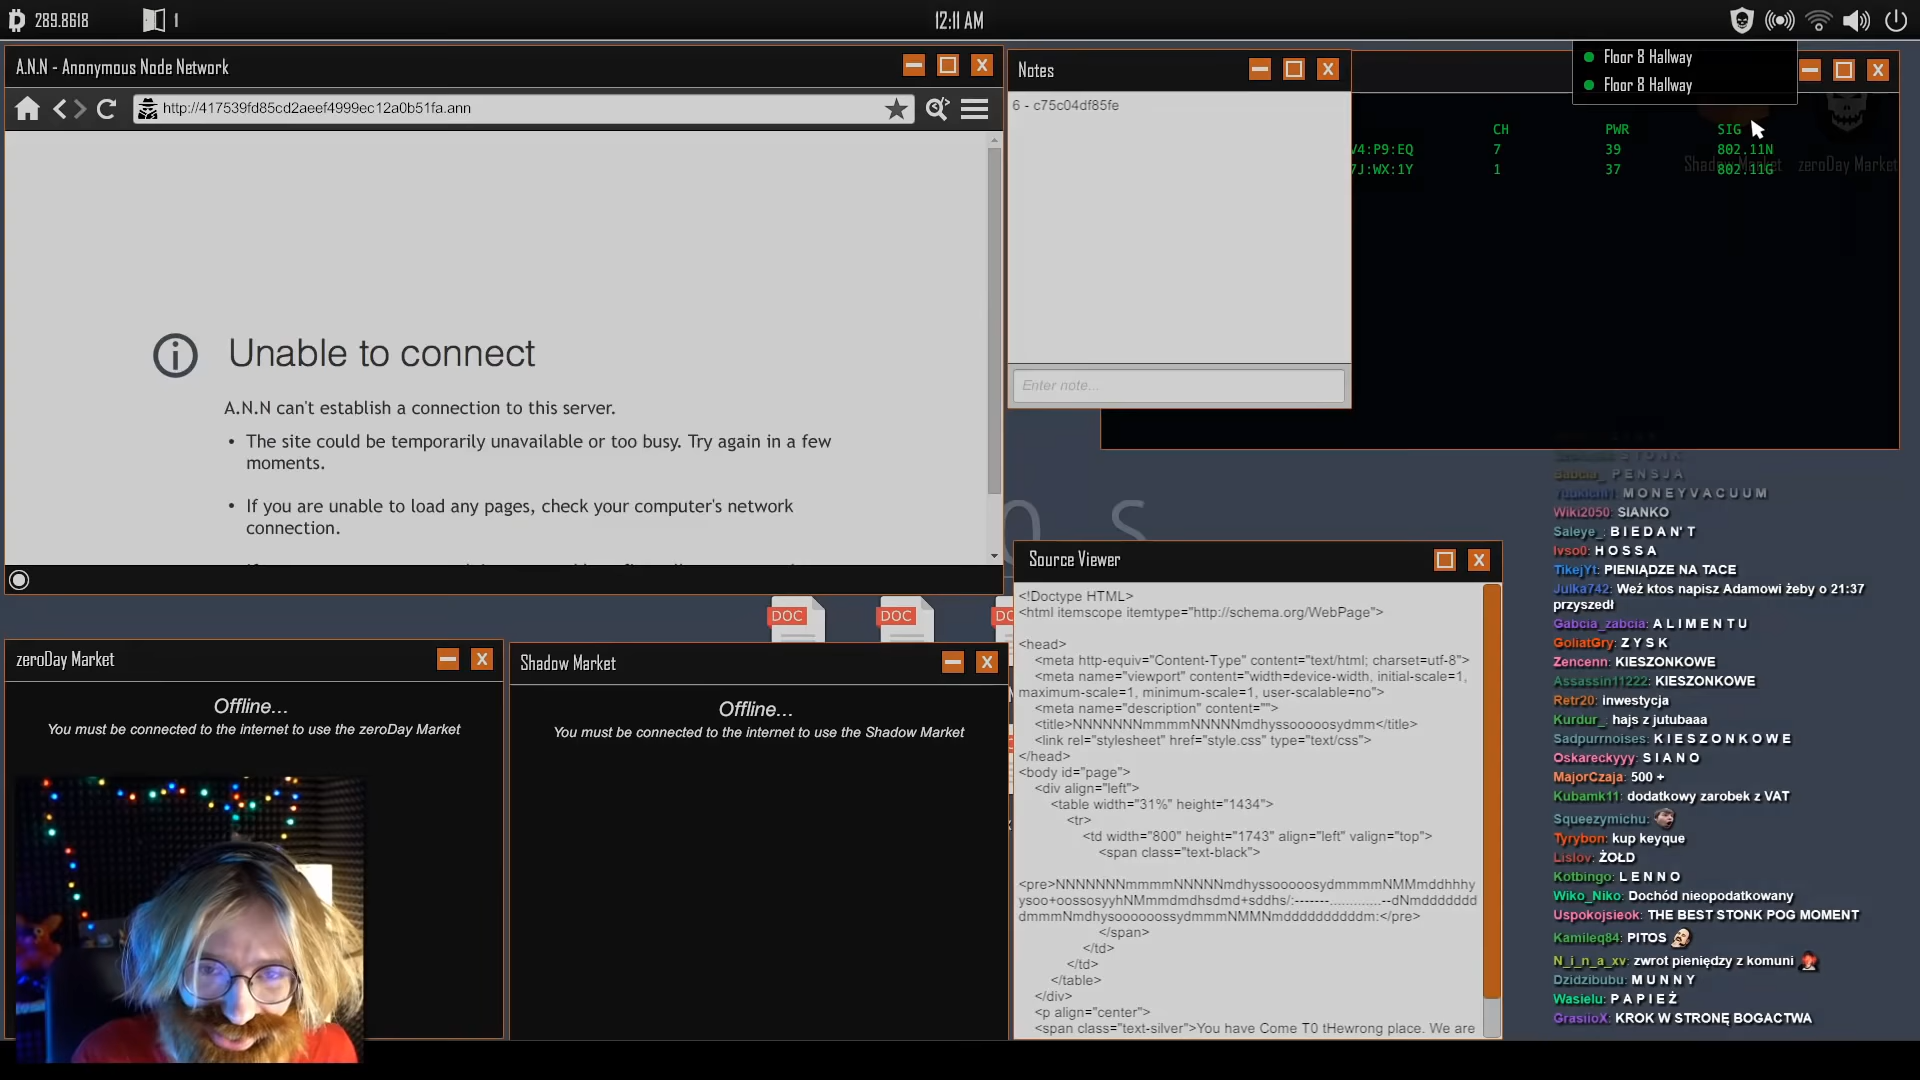 289.8618
1
12:11 AM
A.N.N - Anonymous Node Network
http://417539fd85cd2aeef4999ec12a0b51fa.ann
Unable to connect
A.N.N can't establish a connection to this server.
• The site could be temporarily unavailable or too busy. Try again in a few
moments.
• If you are unable to load any pages, check your computer's network
connection.
Notes
6 - c75c04df85fe
Enter note...
Floor 8 Hallway
Floor 8 Hallway
CH PWR SIG
V4:P9:EQ 7 39 802.11N
7J:WX:1Y 1 37 802.11G
Shadow Market
zeroDay Market
O S
DOC
DOC
zeroDay Market
Offline...
You must be connected to the internet to use the zeroDay Market
Shadow Market
Offline...
You must be connected to the internet to use the Shadow Market
Source Viewer
<!Doctype HTML>
<html itemscope itemtype="http://schema.org/WebPage">
<head>
<meta http-equiv="Content-Type" content="text/html; charset=utf-8">
<meta name="viewport" content="width=device-width, initial-scale=1,
maximum-scale=1, minimum-scale=1, user-scalable=no">
<meta name="description" content="">
<title>NNNNNNNmmmmNNNNNmdhyssooooosydmm</title>
<link rel="stylesheet" href="style.css" type="text/css">
</head>
<body id="page">
<div align="left">
<table width="31%" height="1434">
<tr>
<td width="800" height="1743" align="left" valign="top">
<span class="text-black">
<pre>NNNNNNNmmmmNNNNNmdhyssooooosydmmmmNMMmddhhhy
ysoo+oossosyyhNMmmdmdhsdmd+sddhs/:-------.............--dNmddddddd
dmmmNmdhysoooooossydmmmNMMNmddddddddddm:</pre>
</span>
</td>
</tr>
</table>
</div>
<p align="center">
<span class="text-silver">You have Come T0 tHewrong place. We are
Babcia_: P E N S J A
M O N E Y V A C U U M
Wiki2050: SIANKO
Saleye_: B I E D A N' T
Ivso0: H O S S A
TikejYt: PIENIĄDZE NA TACE
Julka742: Weź ktos napisz Adamowi żeby o 21:37
przyszedł
Gabcia_zabcia: A L I M E N T U
GoliatGry: Z Y S K
Zencenn: KIESZONKOWE
Assassin11222: KIESZONKOWE
Retr20: inwestycja
Kurdur_: hajs z jutubaaa
Sadpurrnoises: K I E S Z O N K O W E
Oskareckyyy: S I A N O
MajorCzaja: 500 +
Kubamk11: dodatkowy zarobek z VAT
Squeezymichu:
Tyrybon: kup keyque
Lislov: ŻOŁD
Kotbingo: L E N N O
Wiko_Niko: Dochód nieopodatkowany
Uspokojsieok: THE BEST STONK POG MOMENT
Kamileq84: PITOS
N_i_n_a_xv: zwrot pieniędzy z komuni
Dzidzibubu: M U N N Y
Wasielu: P A P I E Ż
GrasiioX: KROK W STRONĘ BOGACTWA